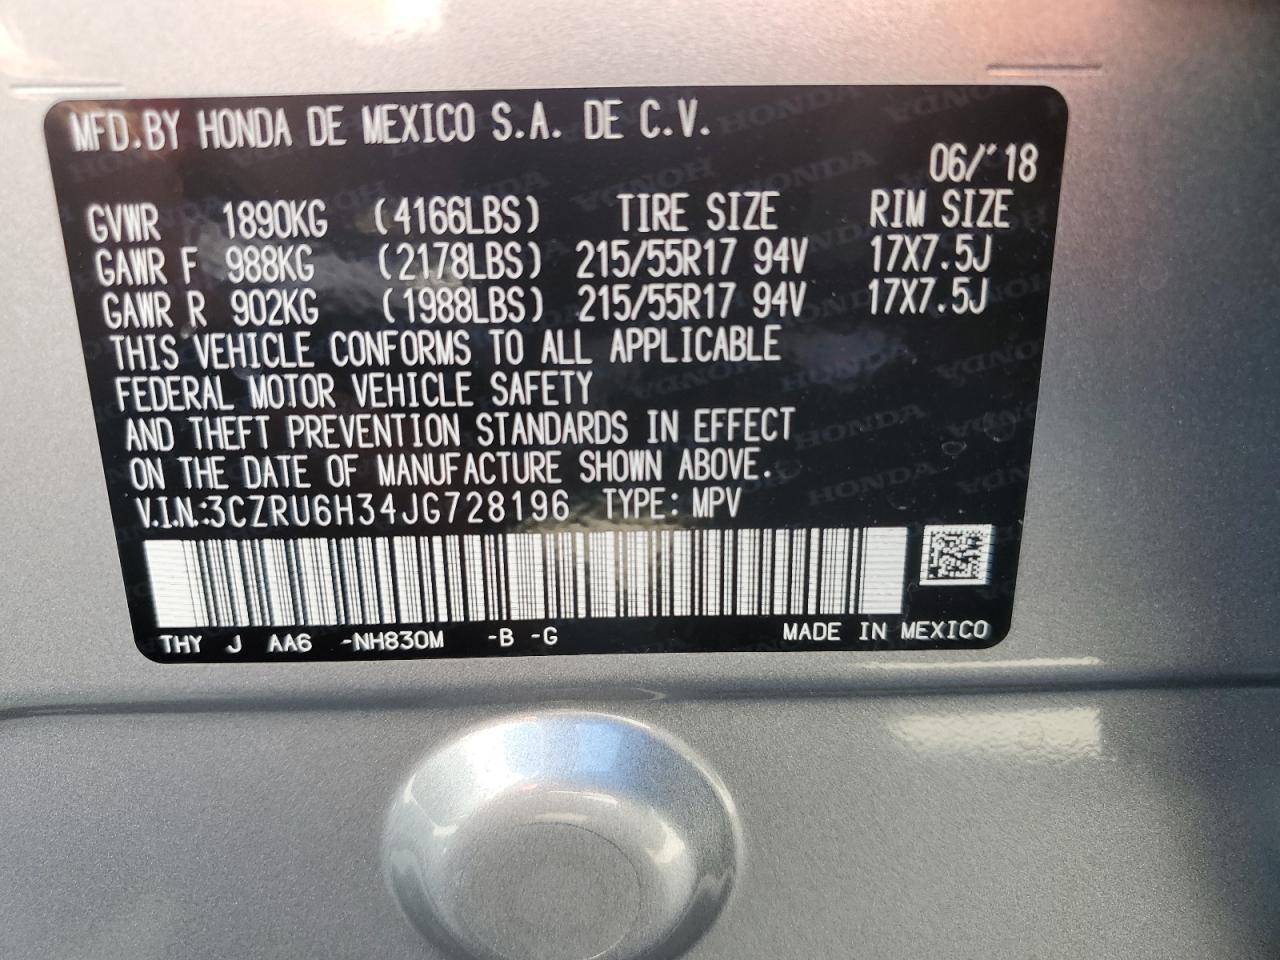 MFD.BY HONDA DE MEXICO S.A. DE C.V.
06/18
GVWR 1890KG (4166LBS) TIRE SIZE RIM SIZE
GAWR F 988KG (2178LBS) 215/55R17 94V 17X7.5J
GAWR R 902KG (1988LBS) 215/55R17 94V 17X7.5J
THIS VEHICLE CONFORMS TO ALL APPLICABLE
FEDERAL MOTOR VEHICLE SAFETY
AND THEFT PREVENTION STANDARDS IN EFFECT
ON THE DATE OF MANUFACTURE SHOWN ABOVE.
V.I.N.:3CZRU6H34JG728196 TYPE: MPV
THY J AA6 -NH830M -B -G MADE IN MEXICO